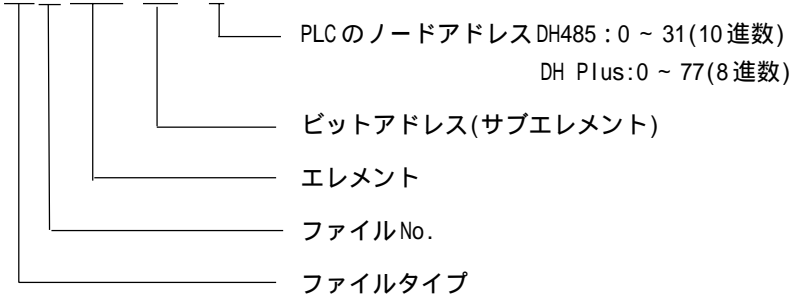 PLCのノードアドレスDH485：0 ~ 31(10進数)
DH Plus:0 ~ 77(8進数)
ビットアドレス(サブエレメント)
エレメント
ファイルNo.
ファイルタイプ